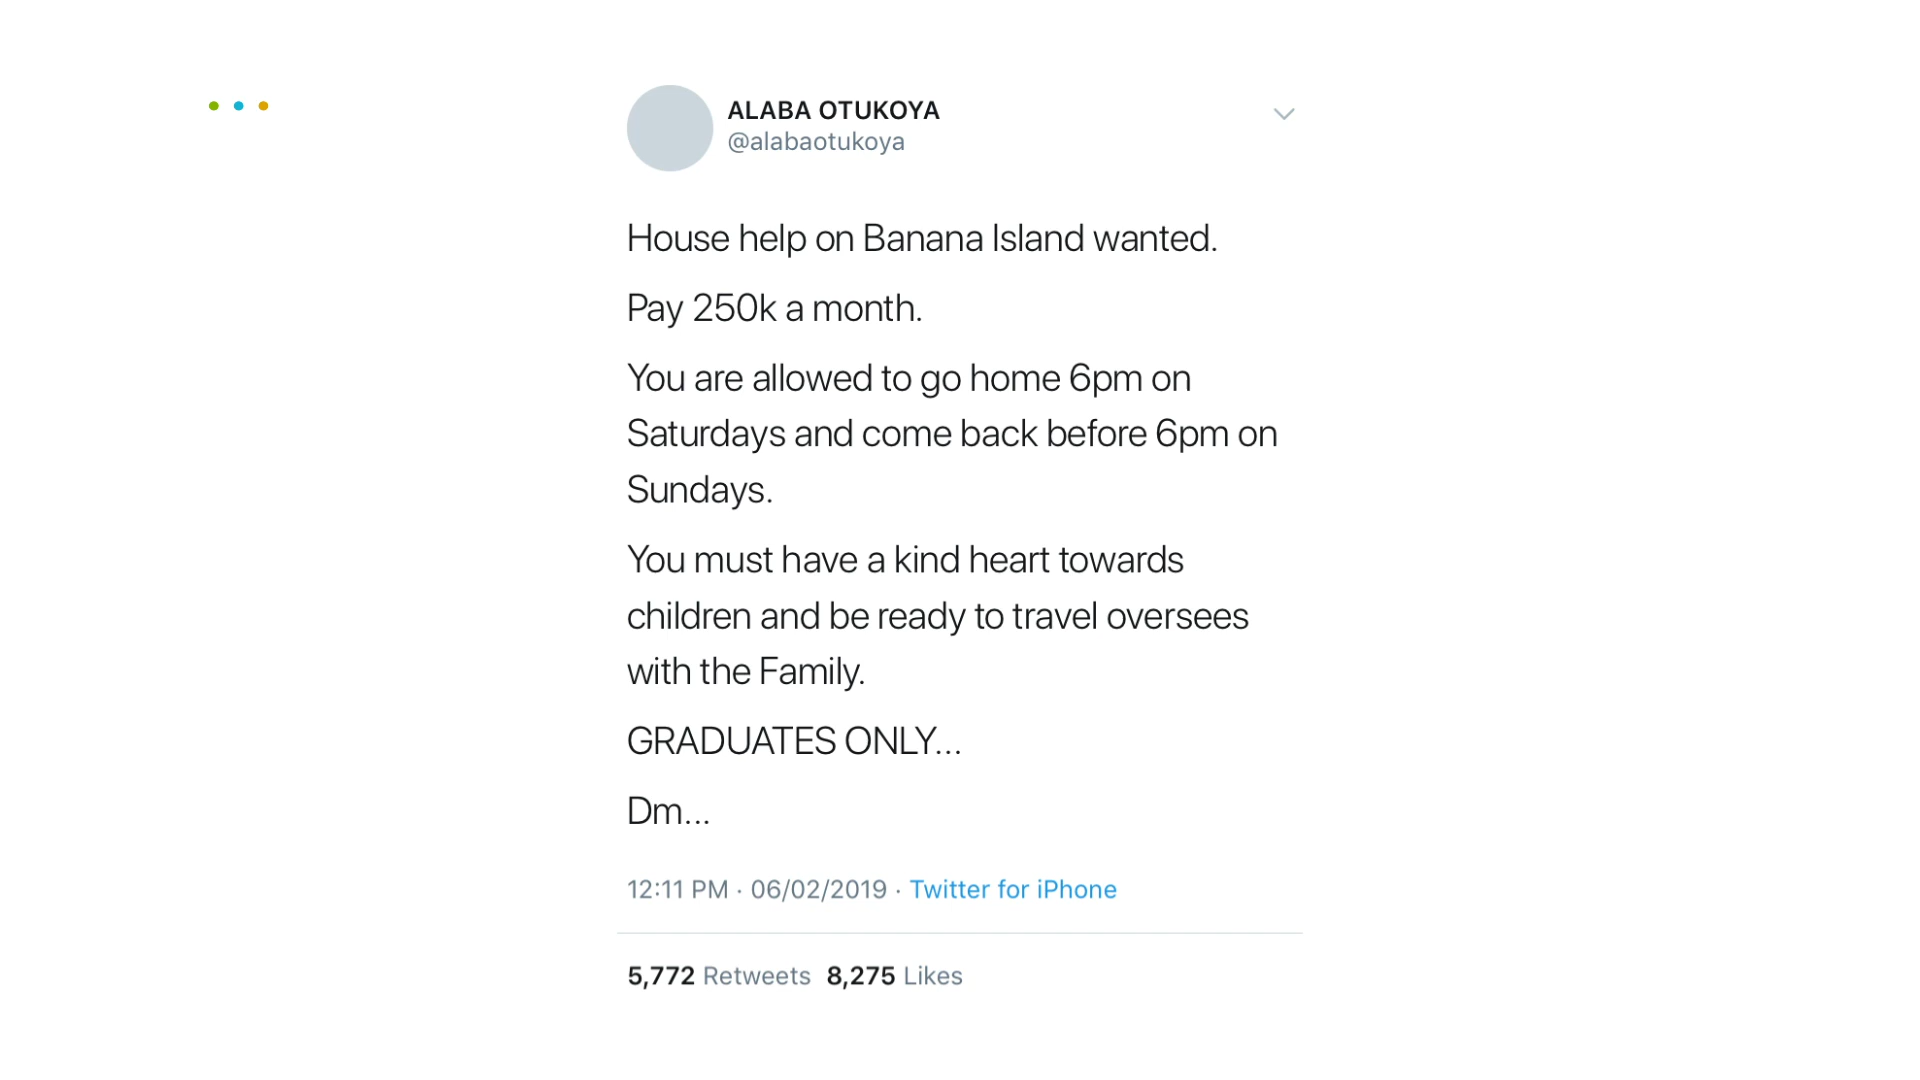 ALABA OTUKOYA
@alabaotukoya
House help on Banana Island wanted.
Pay 250k a month.
You are allowed to go home 6pm on
Saturdays and come back before 6pm on
Sundays.
You must have a kind heart towards
children and be ready to travel oversees
with the Family.
GRADUATES ONLY...
Dm...
12:11 PM · 06/02/2019 · Twitter for iPhone
5,772 Retweets 8,275 Likes